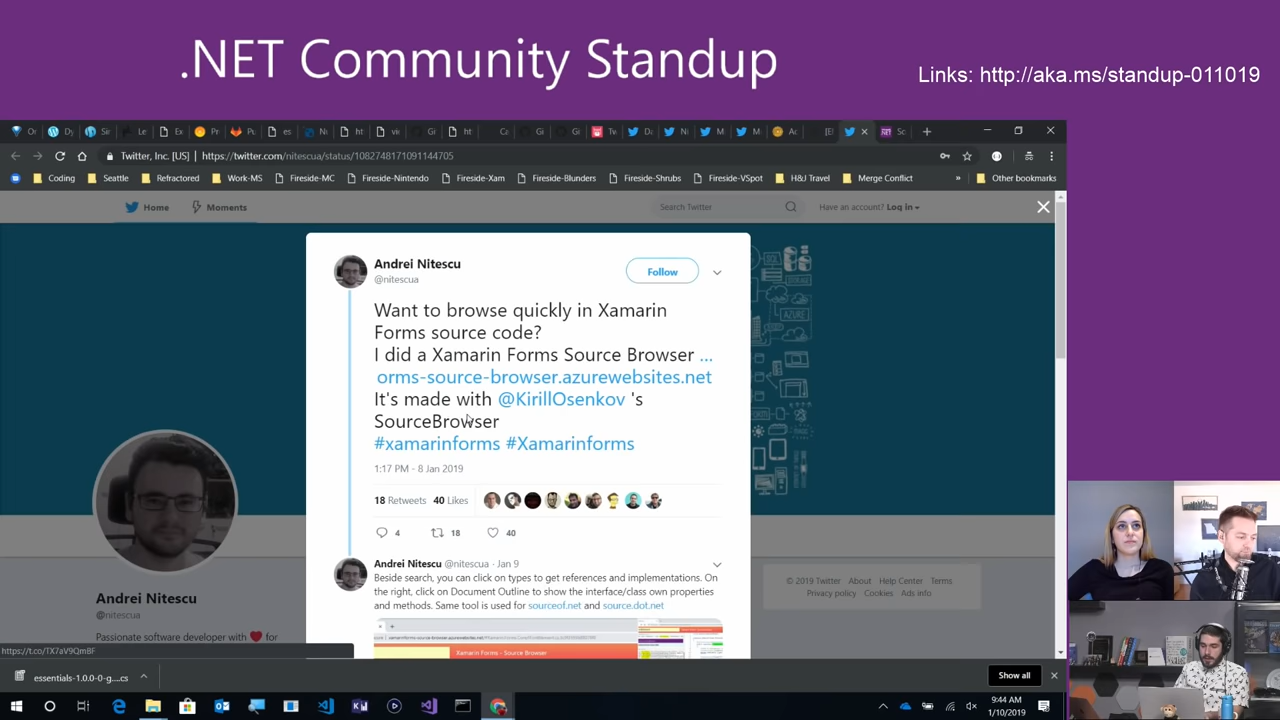 .NET Community Standup
Links: http://aka.ms/standup-011019
Twitter, Inc. [US]
https://twitter.com/nitescua/status/1082748171091144705
Coding
Seattle
Refractored
Work-MS
Fireside-MC
Fireside-Nintendo
Fireside-Xam
Fireside-Blunders
Fireside-Shrubs
Fireside-VSpot
H&J Travel
Merge Conflict
»
Other bookmarks
Home
Moments
Search Twitter
Have an account? Log in
Andrei Nitescu
@nitescua
Follow
Want to browse quickly in Xamarin
Forms source code?
I did a Xamarin Forms Source Browser …
orms-source-browser.azurewebsites.net
It's made with @KirillOsenkov 's
SourceBrowser
#xamarinforms #Xamarinforms
1:17 PM - 8 Jan 2019
18 Retweets 40 Likes
4 18 40
Andrei Nitescu @nitescua · Jan 9
Beside search, you can click on types to get references and implementations. On
the right, click on Document Outline to show the interface/class own properties
and methods. Same tool is used for sourceof.net and source.dot.net
Xamarin Forms - Source Browser
AZURE
© 2019 Twitter About Help Center Terms
Privacy policy Cookies Ads info
Andrei Nitescu
@nitescua
Passionate software developer with ❤ for
essentials-1.0.0-0-g....cs
Show all
9:44 AM
1/10/2019